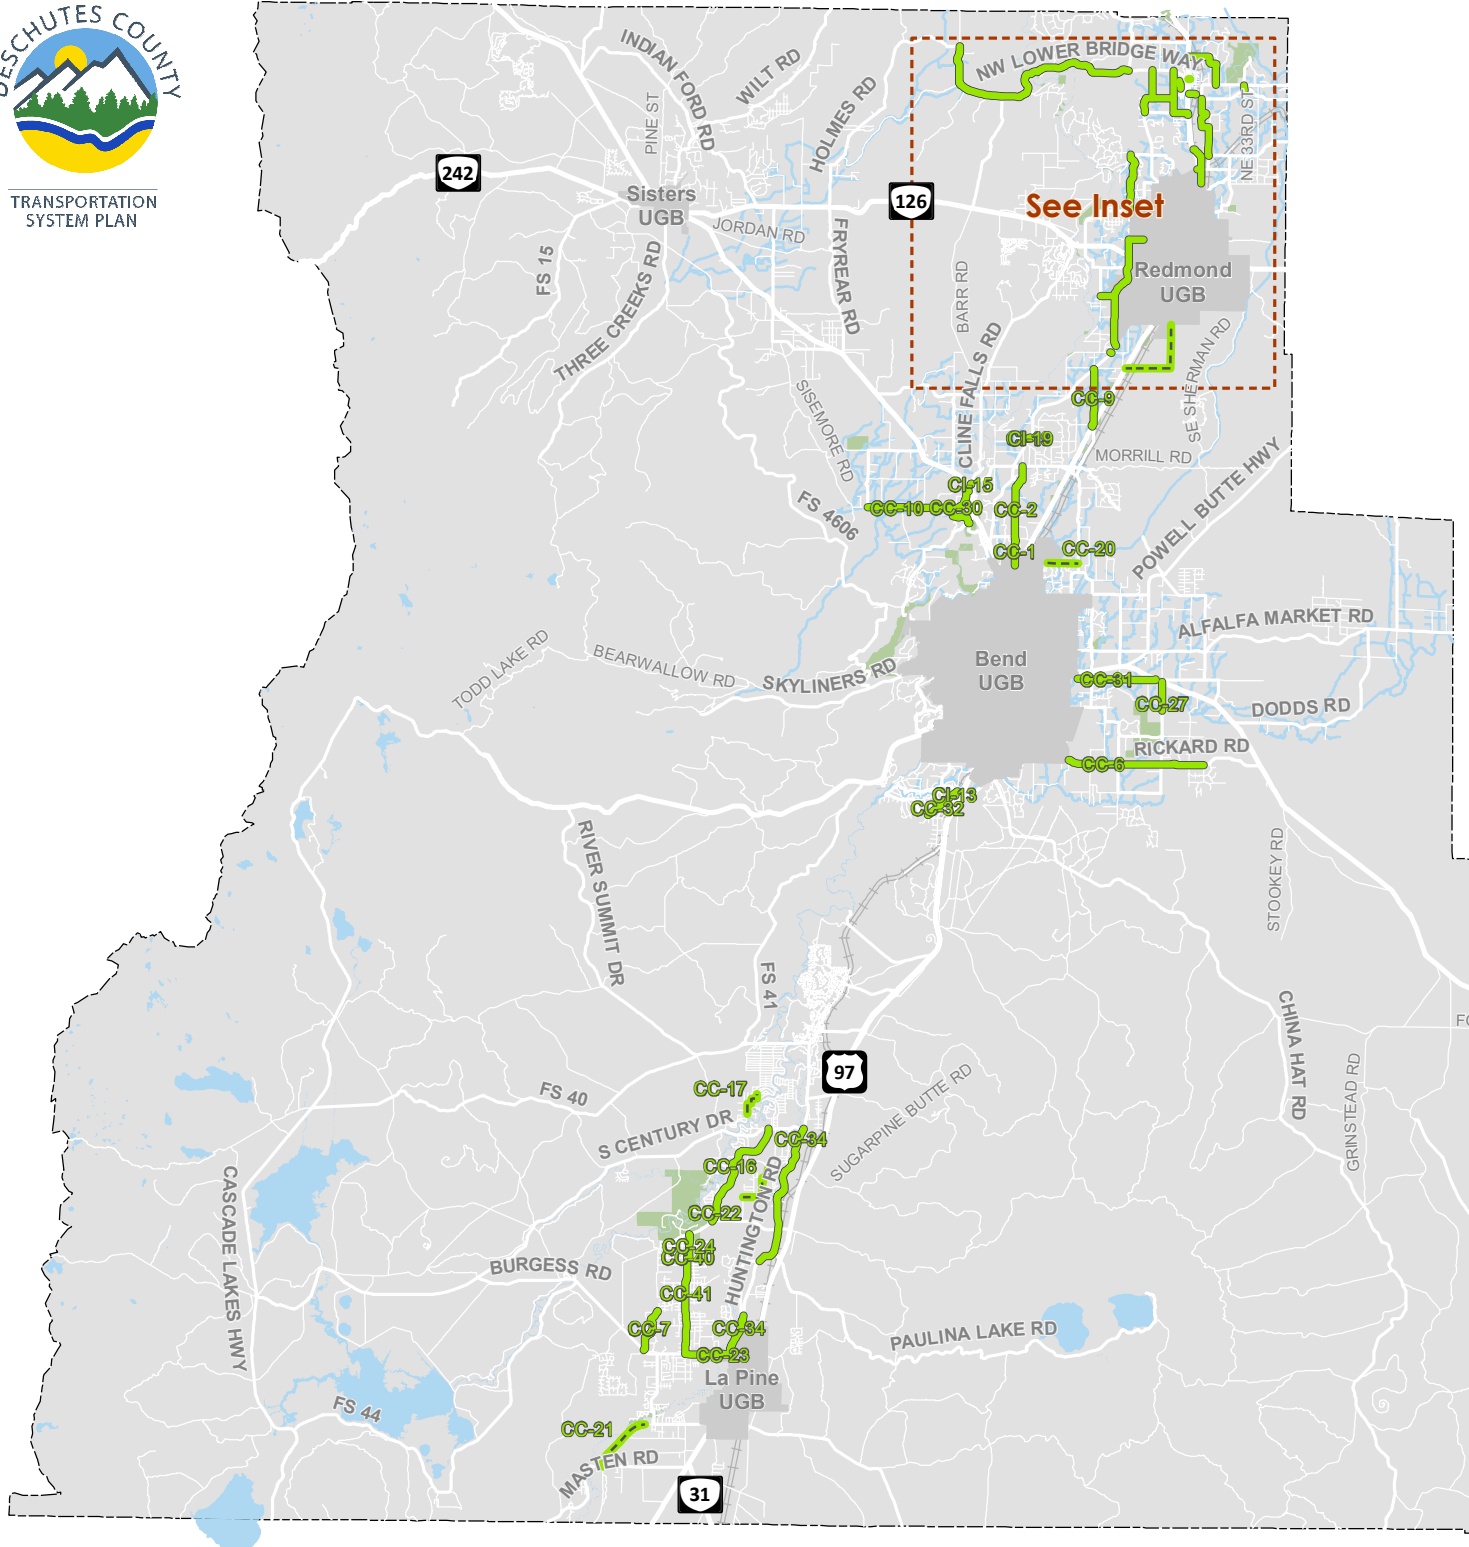 DESCHUTES COUNTY
TRANSPORTATION
SYSTEM PLAN
INDIAN FORD RD
WILT RD
PINE ST
HOLMES RD
NW LOWER BRIDGE WAY
NE 33RD ST
242
Sisters
UGB
126
See Inset
JORDAN RD
FRYREAR RD
FS 15
THREE CREEKS RD
BARR RD
Redmond
UGB
CLINE FALLS RD
SE SHERMAN RD
SISEMORE RD
CC-9
CI-19
MORRILL RD
POWELL BUTTE HWY
CI-15
FS 4606
CC-10
CC-30
CC-2
CC-1
CC-20
ALFALFA MARKET RD
TODD LAKE RD
BEARWALLOW RD
SKYLINERS RD
Bend
UGB
CC-31
CC-27
DODDS RD
RICKARD RD
CC-6
CI-13
CC-32
RIVER SUMMIT DR
STOOKEY RD
FS 41
CHINA HAT RD
FO
97
GRINSTEAD RD
FS 40
CC-17
S CENTURY DR
SUGARPINE BUTTE RD
CC-34
CC-16
CASCADE LAKES HWY
CC-22
HUNTINGTON RD
CC-24
CC-40
BURGESS RD
CC-41
CC-7
CC-34
PAULINA LAKE RD
CC-23
La Pine
UGB
FS 44
CC-21
MASTEN RD
31